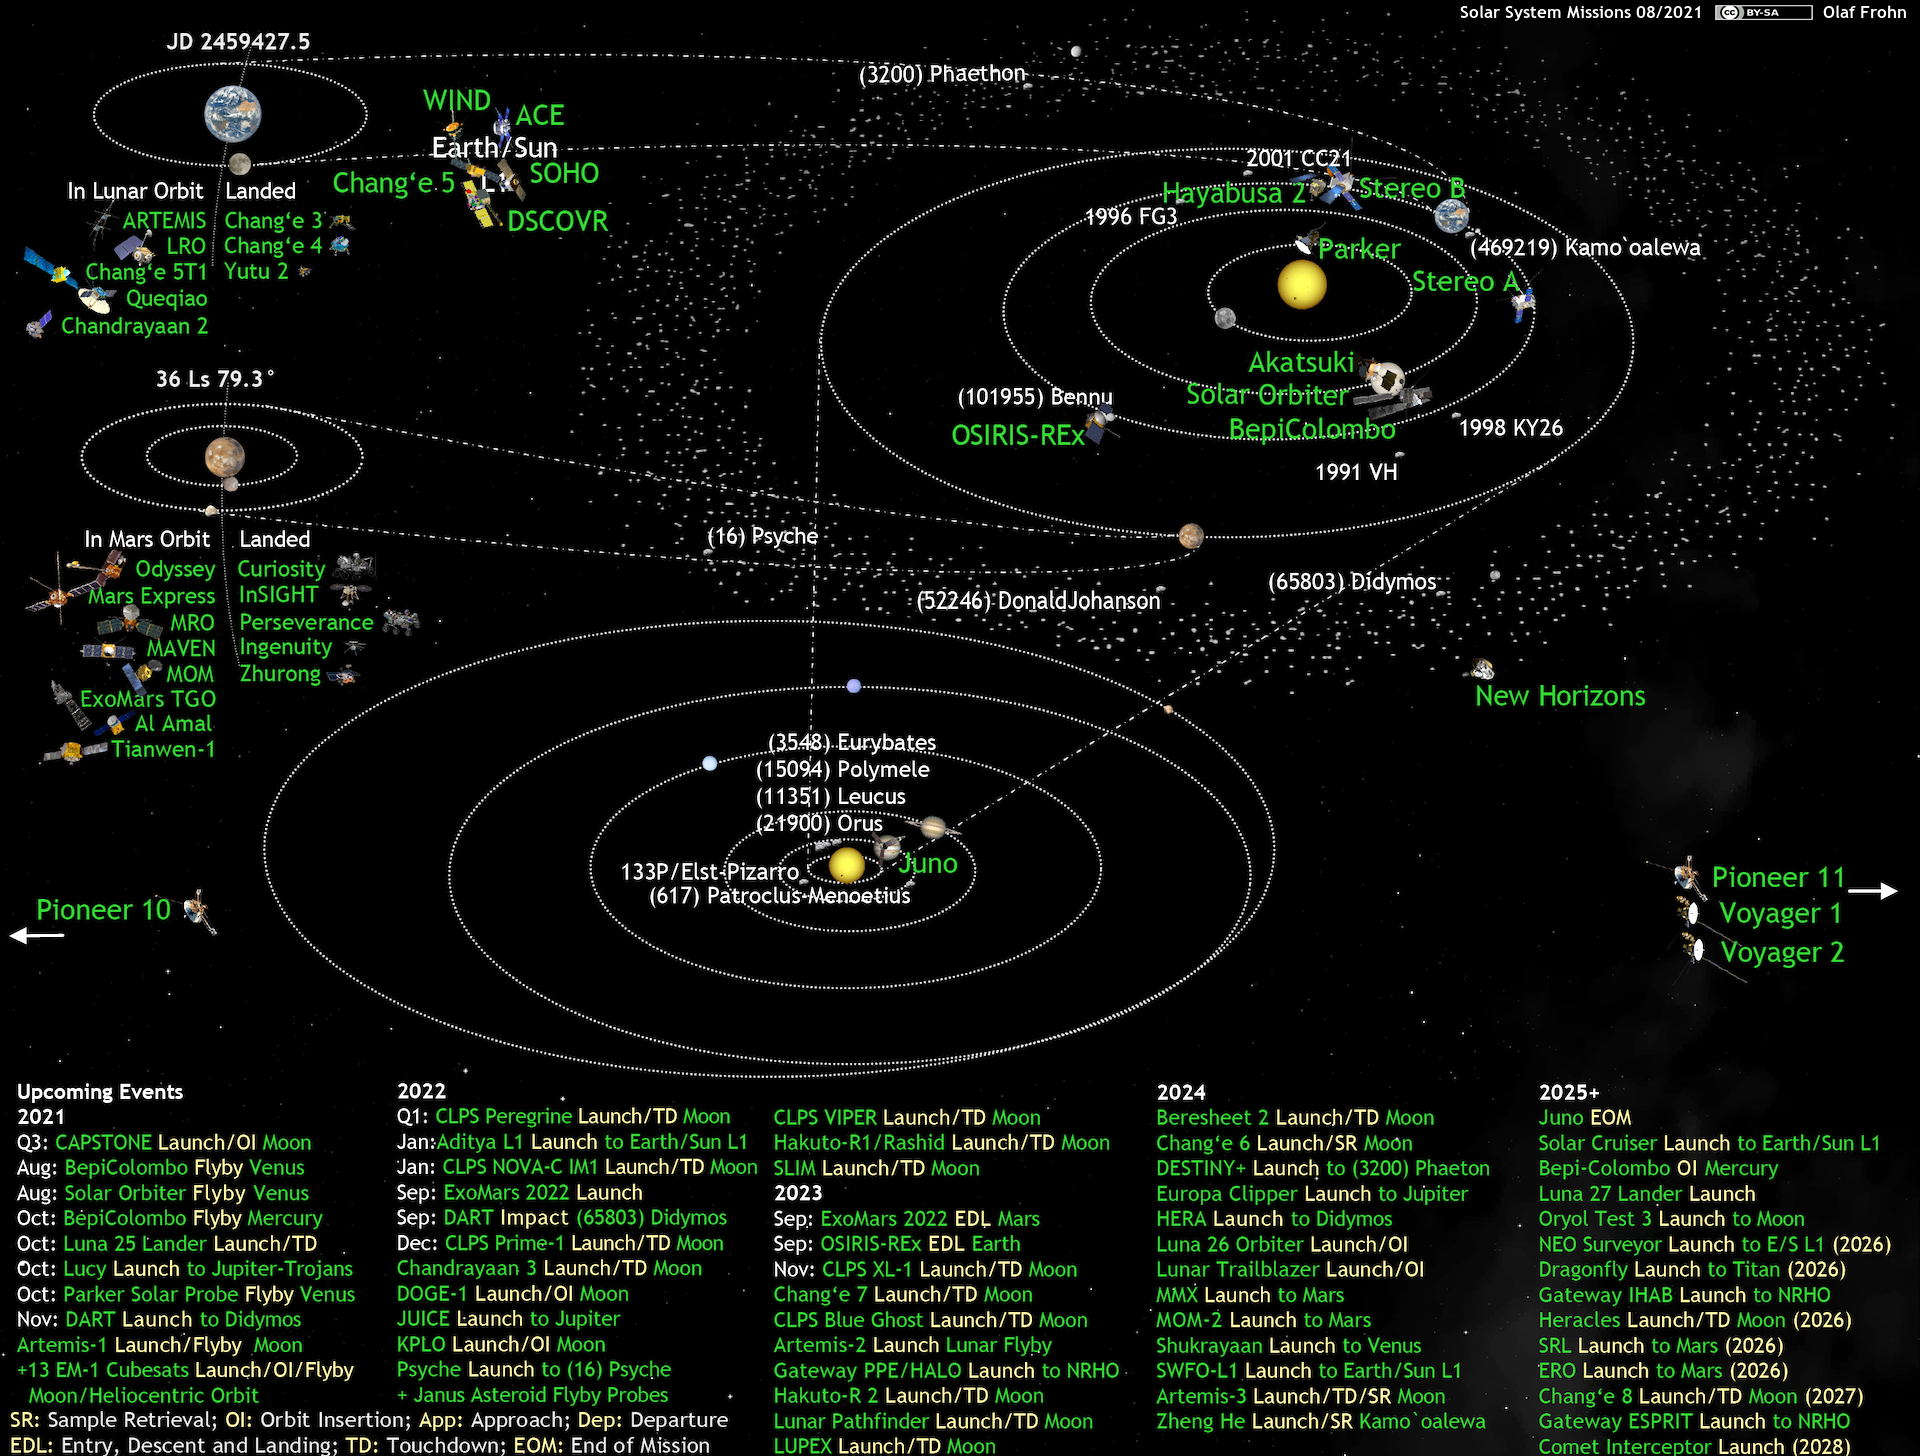 Solar System Missions 08/2021 cc BY-SA Olaf Frohn
JD 2459427.5
(3200) Phaethon
WIND
ACE
Earth/Sun
L1
SOHO
Chang‘e 5
DSCOVR
In Lunar Orbit Landed
ARTEMIS Chang‘e 3
LRO Chang‘e 4
Chang‘e 5T1 Yutu 2
Queqiao
Chandrayaan 2
2001 CC21
Hayabusa 2 Stereo B
1996 FG3
(469219) Kamo`oalewa
Parker
Stereo A
Akatsuki
Solar Orbiter
BepiColombo
(101955) Bennu
OSIRIS-REx
1998 KY26
1991 VH
36 Ls 79.3°
In Mars Orbit Landed
Odyssey Curiosity
Mars Express InSIGHT
MRO Perseverance
MAVEN Ingenuity
MOM Zhurong
ExoMars TGO
Al Amal
Tianwen-1
(16) Psyche
(52246) DonaldJohanson
(65803) Didymos
New Horizons
(3548) Eurybates
(15094) Polymele
(11351) Leucus
(21900) Orus
Juno
133P/Elst-Pizarro
(617) Patroclus-Menoetius
Pioneer 10
Pioneer 11
Voyager 1
Voyager 2
Upcoming Events
2021
Q3: CAPSTONE Launch/OI Moon
Aug: BepiColombo Flyby Venus
Aug: Solar Orbiter Flyby Venus
Oct: BepiColombo Flyby Mercury
Oct: Luna 25 Lander Launch/TD
Oct: Lucy Launch to Jupiter-Trojans
Oct: Parker Solar Probe Flyby Venus
Nov: DART Launch to Didymos
Artemis-1 Launch/Flyby Moon
+13 EM-1 Cubesats Launch/OI/Flyby
Moon/Heliocentric Orbit
SR: Sample Retrieval; OI: Orbit Insertion; App: Approach; Dep: Departure
EDL: Entry, Descent and Landing; TD: Touchdown; EOM: End of Mission
2022
Q1: CLPS Peregrine Launch/TD Moon
Jan:Aditya L1 Launch to Earth/Sun L1
Jan: CLPS NOVA-C IM1 Launch/TD Moon
Sep: ExoMars 2022 Launch
Sep: DART Impact (65803) Didymos
Dec: CLPS Prime-1 Launch/TD Moon
Chandrayaan 3 Launch/TD Moon
DOGE-1 Launch/OI Moon
JUICE Launch to Jupiter
KPLO Launch/OI Moon
Psyche Launch to (16) Psyche
+ Janus Asteroid Flyby Probes
CLPS VIPER Launch/TD Moon
Hakuto-R1/Rashid Launch/TD Moon
SLIM Launch/TD Moon
2023
Sep: ExoMars 2022 EDL Mars
Sep: OSIRIS-REx EDL Earth
Nov: CLPS XL-1 Launch/TD Moon
Chang‘e 7 Launch/TD Moon
CLPS Blue Ghost Launch/TD Moon
Artemis-2 Launch Lunar Flyby
Gateway PPE/HALO Launch to NRHO
Hakuto-R 2 Launch/TD Moon
Lunar Pathfinder Launch/TD Moon
LUPEX Launch/TD Moon
2024
Beresheet 2 Launch/TD Moon
Chang‘e 6 Launch/SR Moon
DESTINY+ Launch to (3200) Phaeton
Europa Clipper Launch to Jupiter
HERA Launch to Didymos
Luna 26 Orbiter Launch/OI
Lunar Trailblazer Launch/OI
MMX Launch to Mars
MOM-2 Launch to Mars
Shukrayaan Launch to Venus
SWFO-L1 Launch to Earth/Sun L1
Artemis-3 Launch/TD/SR Moon
Zheng He Launch/SR Kamo`oalewa
2025+
Juno EOM
Solar Cruiser Launch to Earth/Sun L1
Bepi-Colombo OI Mercury
Luna 27 Lander Launch
Oryol Test 3 Launch to Moon
NEO Surveyor Launch to E/S L1 (2026)
Dragonfly Launch to Titan (2026)
Gateway IHAB Launch to NRHO
Heracles Launch/TD Moon (2026)
SRL Launch to Mars (2026)
ERO Launch to Mars (2026)
Chang‘e 8 Launch/TD Moon (2027)
Gateway ESPRIT Launch to NRHO
Comet Interceptor Launch (2028)